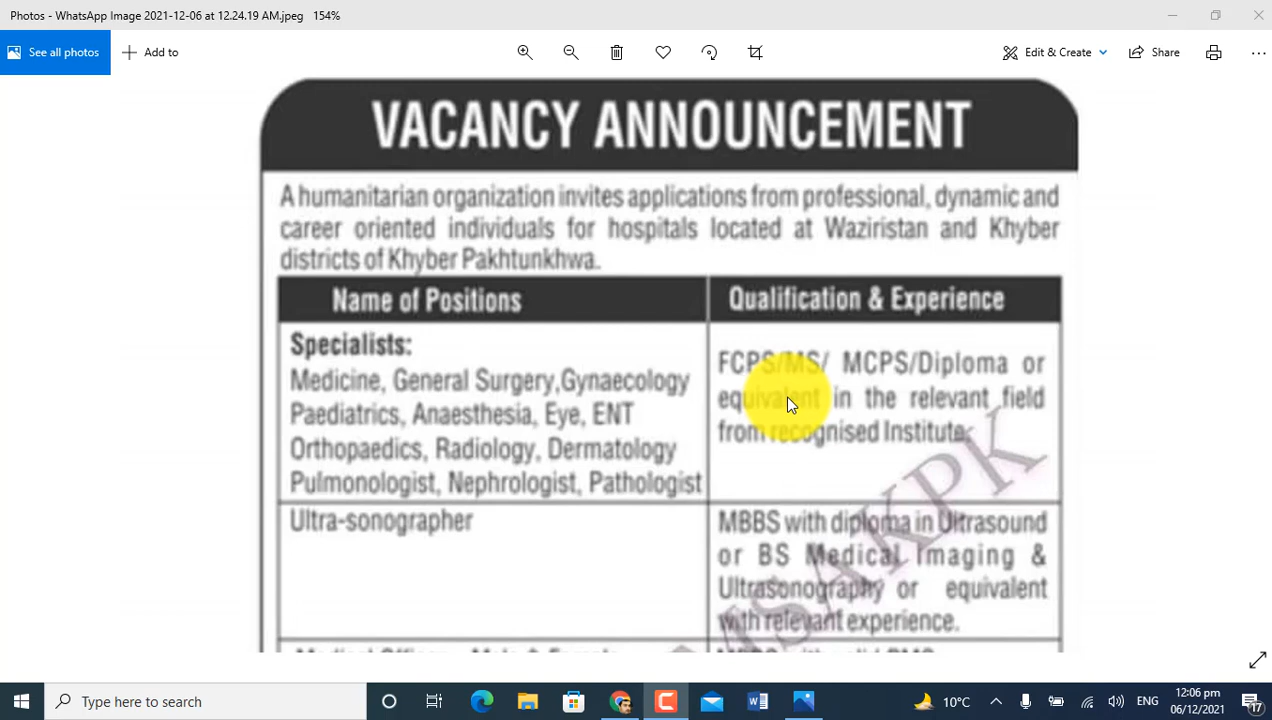 Photos - WhatsApp Image 2021-12-06 at 12.24.19 AM.jpeg 154%
See all photos
Add to
Edit & Create
Share
VACANCY ANNOUNCEMENT
A humanitarian organization invites applications from professional, dynamic and
career oriented individuals for hospitals located at Waziristan and Khyber
districts of Khyber Pakhtunkhwa.
Name of Positions
Qualification & Experience
Specialists:
Medicine, General Surgery,Gynaecology
Paediatrics, Anaesthesia, Eye, ENT
Orthopaedics, Radiology, Dermatology
Pulmonologist, Nephrologist, Pathologist
FCPS/MS/ MCPS/Diploma or
equivalent in the relevant field
from recognised Institute.
Ultra-sonographer
MBBS with diploma in Ultrasound
or BS Medical Imaging &
Ultrasonography or equivalent
with relevant experience.
MSAKPK
Type here to search
10°C
ENG
12:06 pm
06/12/2021
17